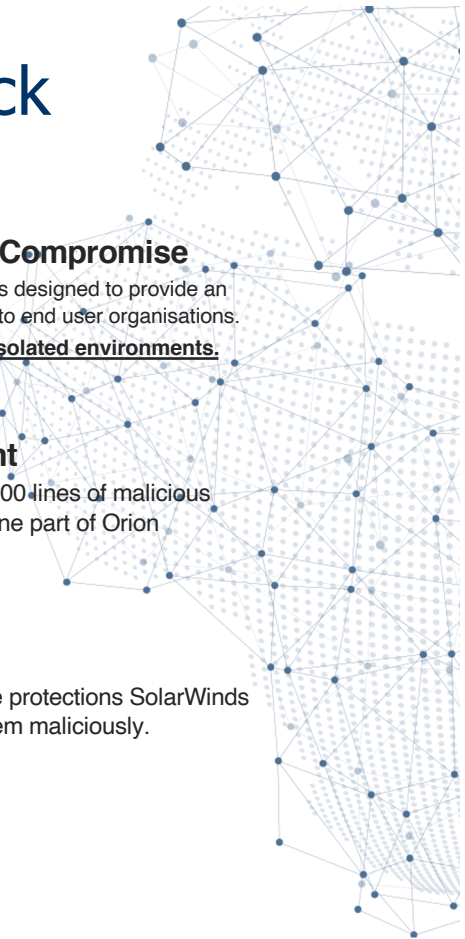 ck
Compromise
s designed to provide an
to end user organisations.
solated environments.
nt
00 lines of malicious
ne part of Orion
e protections SolarWinds
em maliciously.